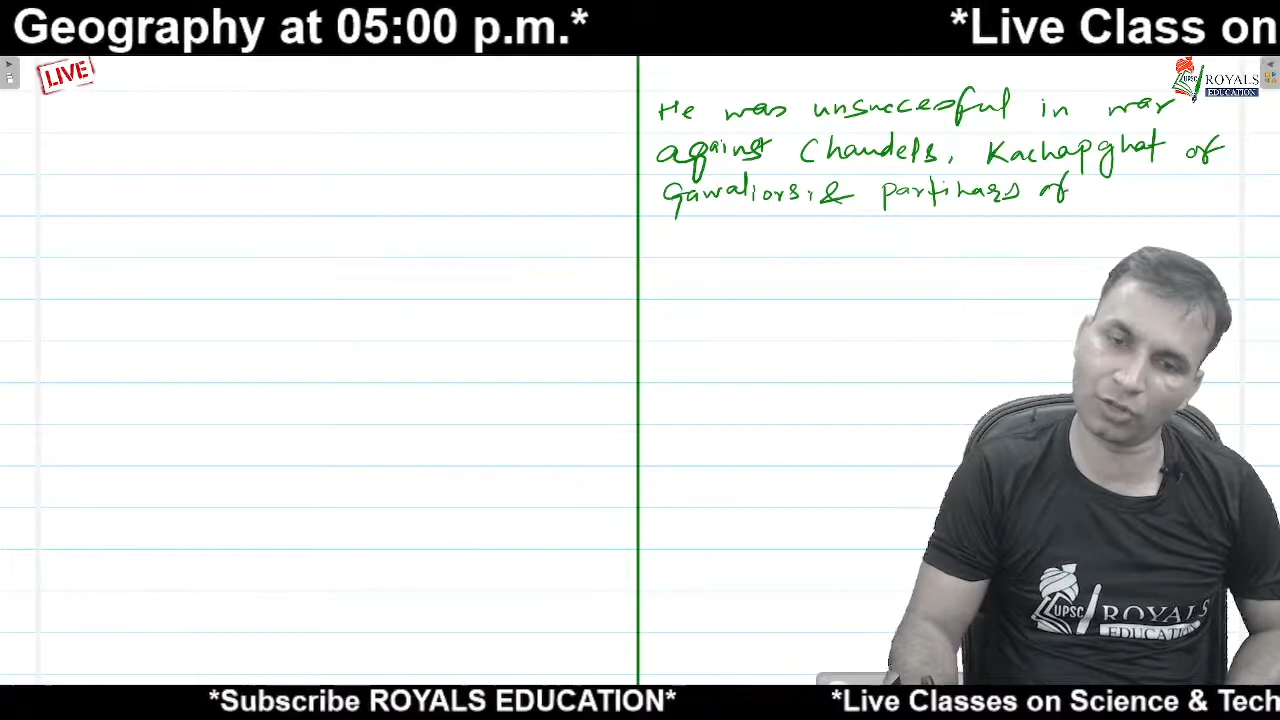 Geography at 05:00 p.m.*
*Live Class on
LIVE
UPSC ROYALS
EDUCATION
He was unsuccessful in war
against Chandels, Kachapghat of
Gawaliors, & partihars of
UPSC ROYALS
EDUCATION
*Subscribe ROYALS EDUCATION*
*Live Classes on Science & Tech